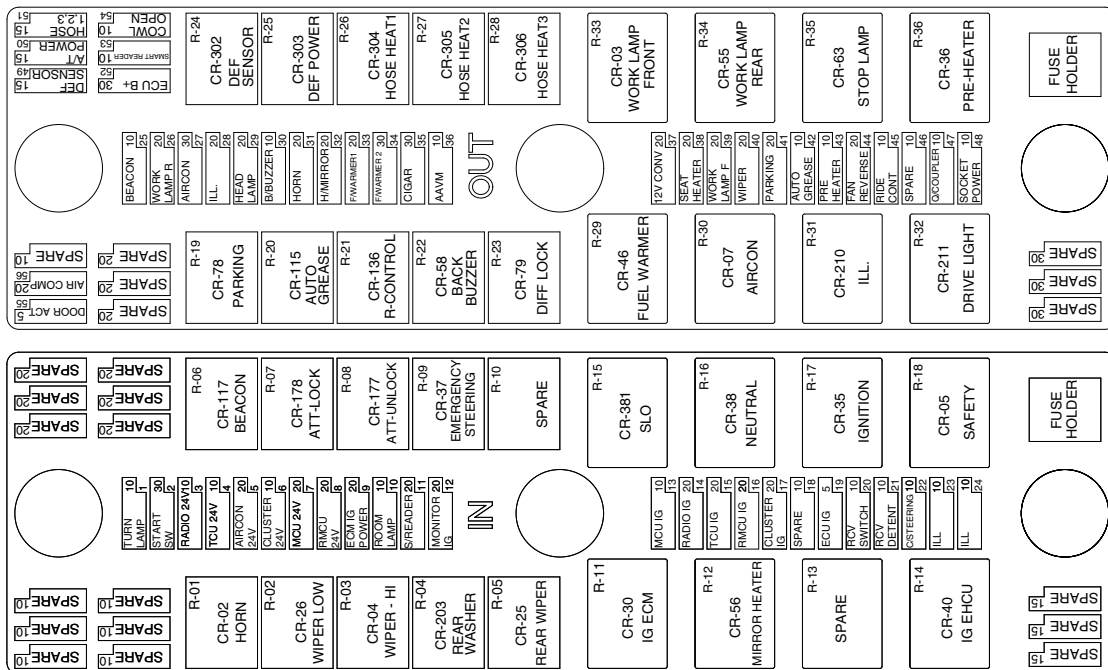 15
HOSE
1,2,3
51
10
COWL
OPEN
54
15
A/T
POWER
50
10
SMART READER
53
15
DEF
SENSOR
49
30
ECU B+
52
R-24
CR-302
DEF
SENSOR
R-25
CR-303
DEF POWER
R-26
CR-304
HOSE HEAT1
R-27
CR-305
HOSE HEAT2
R-28
CR-306
HOSE HEAT3
R-33
CR-03
WORK LAMP
FRONT
R-34
CR-55
WORK LAMP
REAR
R-35
CR-63
STOP LAMP
R-36
CR-36
PRE-HEATER
FUSE
HOLDER
BEACON 10
25
WORK 20
LAMP R 26
AIRCON 30
27
ILL. 20
28
HEAD 20
LAMP 29
B/BUZZER 10
30
HORN 20
31
H/MIRROR 20
32
F/WARMER1 20
33
F/WARMER 2 30
34
CIGAR 30
35
AAVM 10
36
OUT
12V CONV 20
37
SEAT 20
HEATER 38
WORK 20
LAMP F 39
WIPER 20
40
PARKING 20
41
AUTO 10
GREASE 42
PRE 10
HEATER 43
FAN 10
REVERSE 44
RIDE 10
CONT 45
SPARE 10
46
Q/COUPLER 10
47
SOCKET 10
POWER 48
10 SPARE
20 SPARE
20 AIR COMP
56
20 SPARE
5 DOOR ACT.
55
20 SPARE
R-19
CR-78
PARKING
R-20
CR-115
AUTO
GREASE
R-21
CR-136
R-CONTROL
R-22
CR-58
BACK
BUZZER
R-23
CR-79
DIFF LOCK
R-29
CR-46
FUEL WARMER
R-30
CR-07
AIRCON
R-31
CR-210
ILL.
R-32
CR-211
DRIVE LIGHT
SPARE 30
SPARE 30
SPARE 30
20 SPARE
20 SPARE
20 SPARE
20 SPARE
20 SPARE
20 SPARE
R-06
CR-117
BEACON
R-07
CR-178
ATT-LOCK
R-08
CR-177
ATT-UNLOCK
R-09
CR-37
EMERGENCY
STEERING
R-10
SPARE
R-15
CR-381
SLO
R-16
CR-38
NEUTRAL
R-17
CR-35
IGNITION
R-18
CR-05
SAFETY
FUSE
HOLDER
TURN 10
LAMP 1
START 30
SW 2
RADIO 24V 10
3
TCU 24V 10
4
AIRCON 20
24V 5
CLUSTER 10
24V 6
MCU 24V 20
7
RMCU 20
24V 8
ECM IG 20
POWER 9
ROOM 10
LAMP 10
S/READER 20
11
MONITOR 20
IG 12
IN
MCU IG 10
13
RADIO IG 20
14
TCU IG 20
15
RMCU IG 20
16
CLUSTER 20
IG 17
SPARE 10
18
ECU IG 5
19
RCV 10
SWITCH 20
RCV 10
DETENT 21
C/STEERING 10
22
ILL 10
23
ILL 10
24
10 SPARE
10 SPARE
10 SPARE
10 SPARE
10 SPARE
10 SPARE
R-01
CR-02
HORN
R-02
CR-26
WIPER LOW
R-03
CR-04
WIPER - HI
R-04
CR-203
REAR
WASHER
R-05
CR-25
REAR WIPER
R-11
CR-30
IG ECM
R-12
CR-56
MIRROR HEATER
R-13
SPARE
R-14
CR-40
IG EHCU
SPARE 15
SPARE 15
SPARE 15